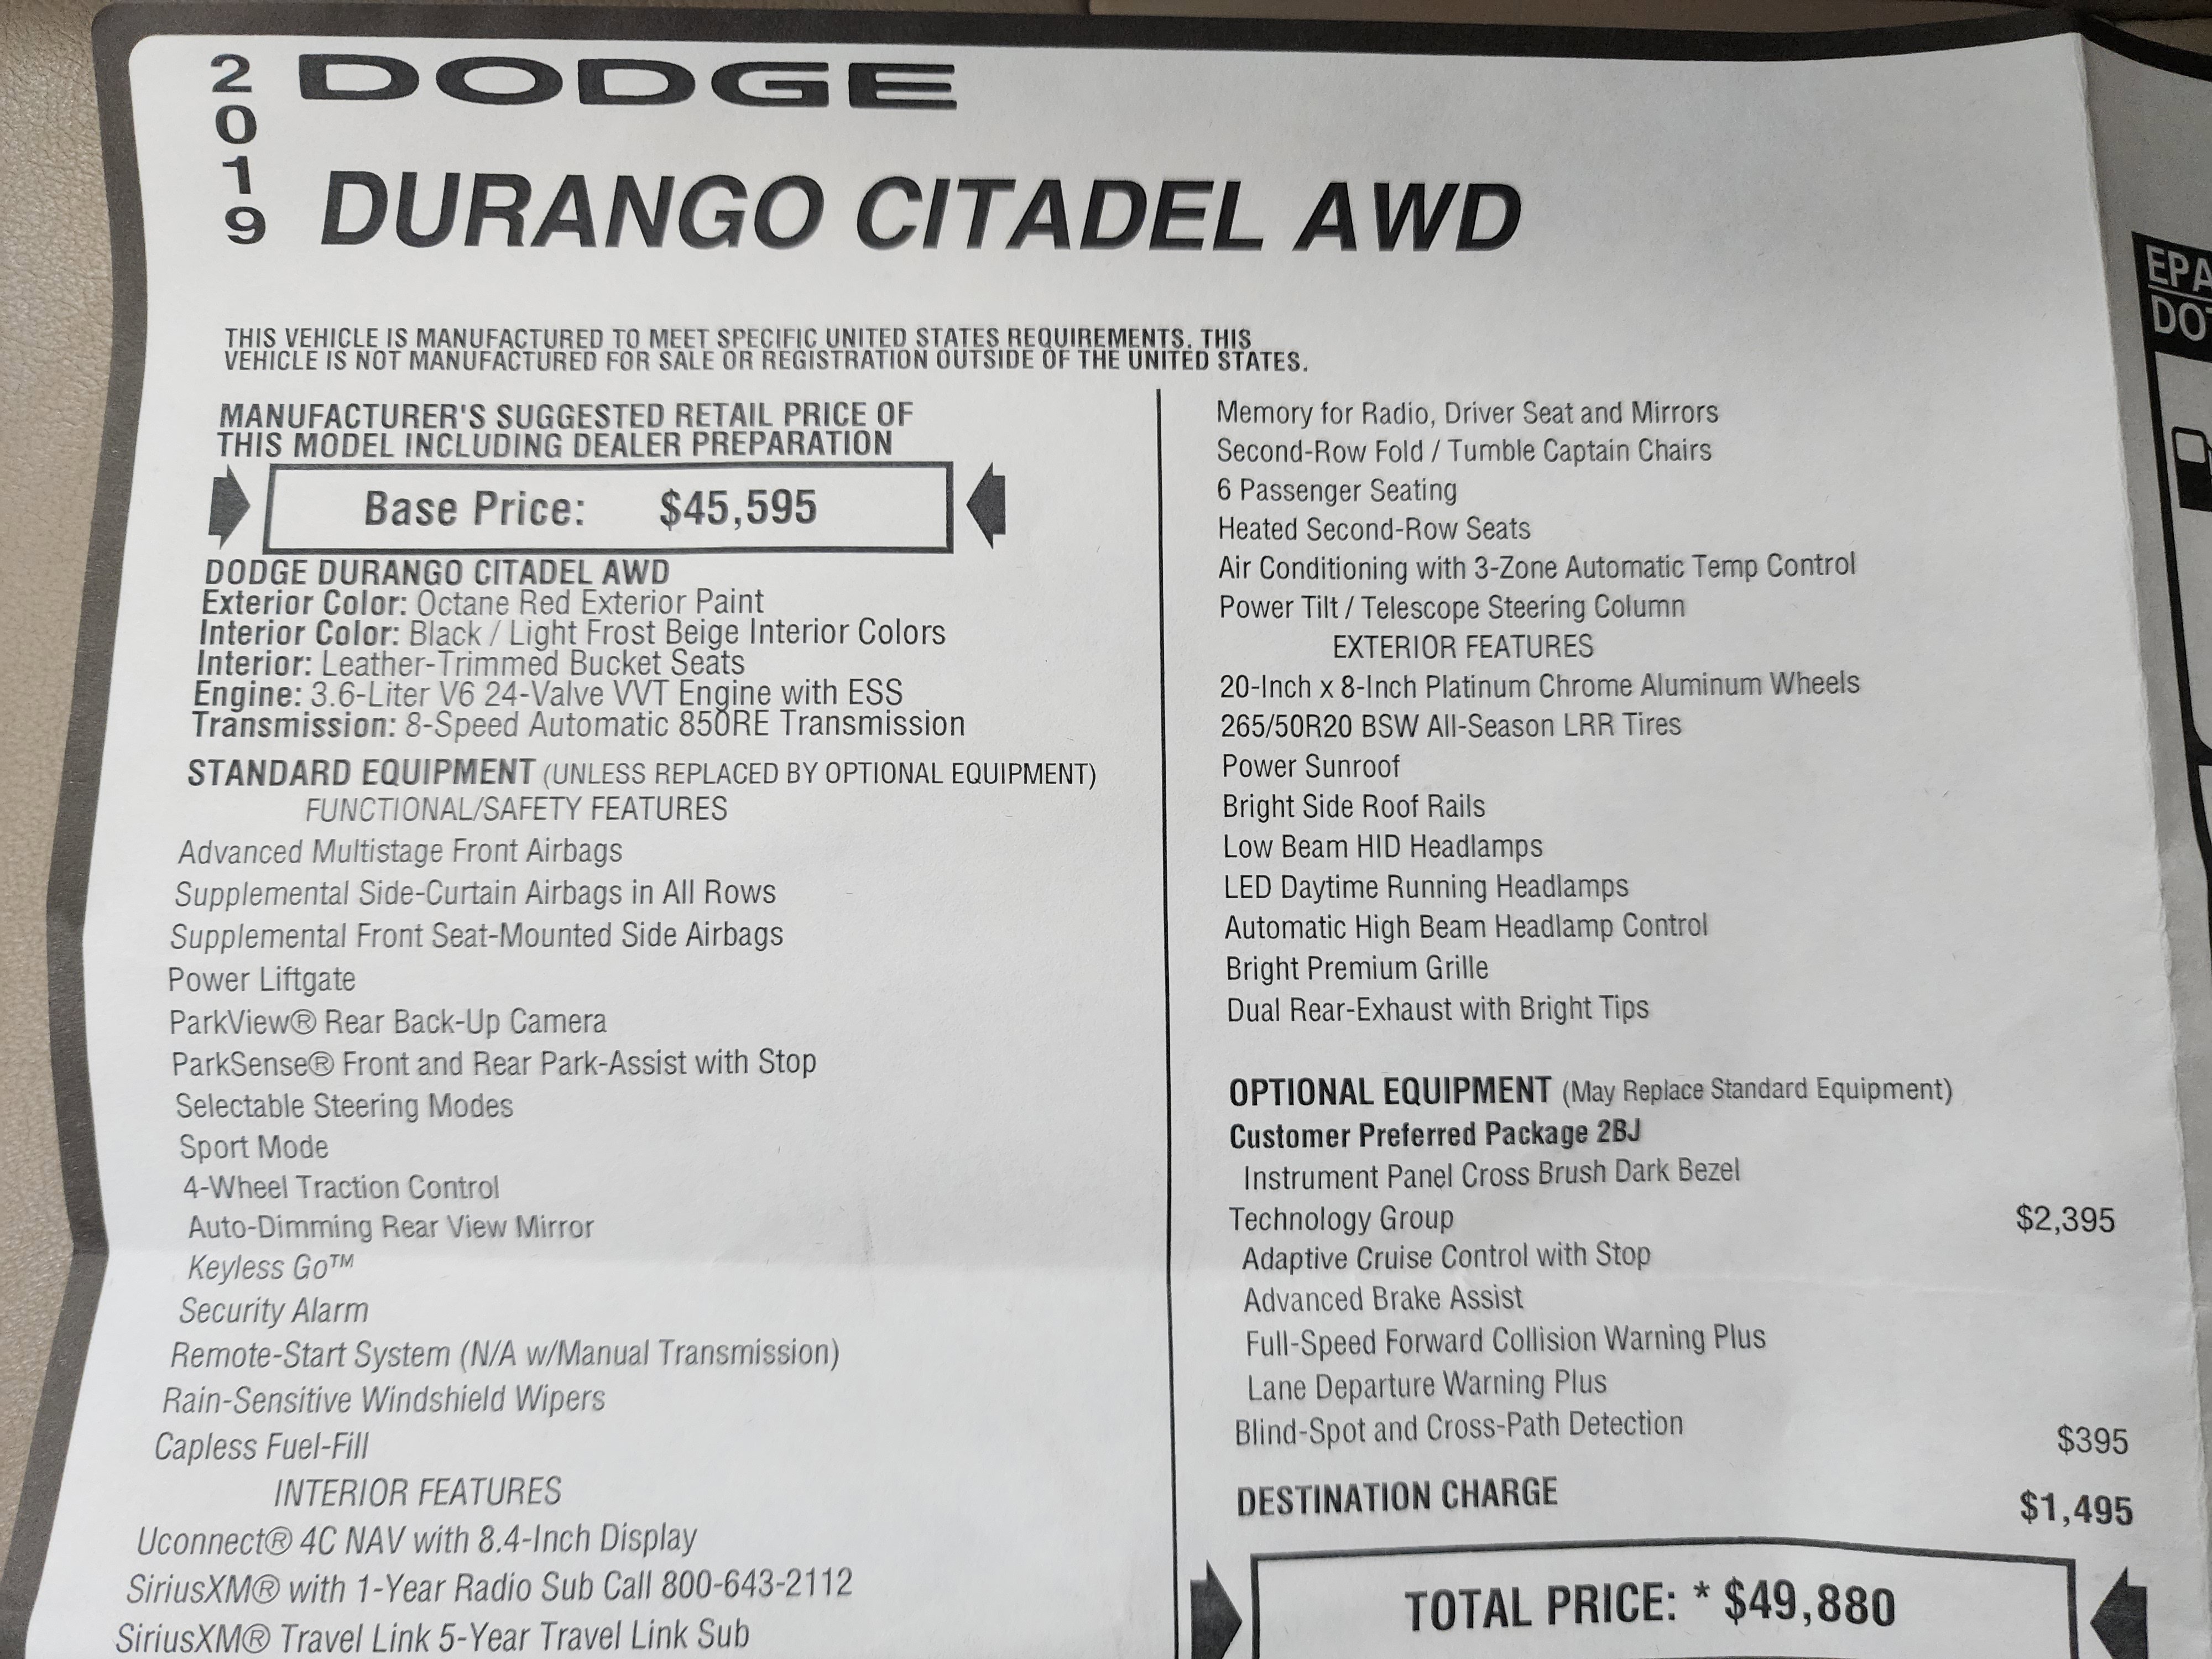 2019
DODGE
DURANGO CITADEL AWD
THIS VEHICLE IS MANUFACTURED TO MEET SPECIFIC UNITED STATES REQUIREMENTS. THIS
VEHICLE IS NOT MANUFACTURED FOR SALE OR REGISTRATION OUTSIDE OF THE UNITED STATES.
MANUFACTURER'S SUGGESTED RETAIL PRICE OF
THIS MODEL INCLUDING DEALER PREPARATION
Base Price: $45,595
DODGE DURANGO CITADEL AWD
Exterior Color: Octane Red Exterior Paint
Interior Color: Black / Light Frost Beige Interior Colors
Interior: Leather-Trimmed Bucket Seats
Engine: 3.6-Liter V6 24-Valve VVT Engine with ESS
Transmission: 8-Speed Automatic 850RE Transmission
STANDARD EQUIPMENT (UNLESS REPLACED BY OPTIONAL EQUIPMENT)
FUNCTIONAL/SAFETY FEATURES
Advanced Multistage Front Airbags
Supplemental Side-Curtain Airbags in All Rows
Supplemental Front Seat-Mounted Side Airbags
Power Liftgate
ParkView® Rear Back-Up Camera
ParkSense® Front and Rear Park-Assist with Stop
Selectable Steering Modes
Sport Mode
4-Wheel Traction Control
Auto-Dimming Rear View Mirror
Keyless Go™
Security Alarm
Remote-Start System (N/A w/Manual Transmission)
Rain-Sensitive Windshield Wipers
Capless Fuel-Fill
INTERIOR FEATURES
Uconnect® 4C NAV with 8.4-Inch Display
SiriusXM® with 1-Year Radio Sub Call 800-643-2112
SiriusXM® Travel Link 5-Year Travel Link Sub
Memory for Radio, Driver Seat and Mirrors
Second-Row Fold / Tumble Captain Chairs
6 Passenger Seating
Heated Second-Row Seats
Air Conditioning with 3-Zone Automatic Temp Control
Power Tilt / Telescope Steering Column
EXTERIOR FEATURES
20-Inch x 8-Inch Platinum Chrome Aluminum Wheels
265/50R20 BSW All-Season LRR Tires
Power Sunroof
Bright Side Roof Rails
Low Beam HID Headlamps
LED Daytime Running Headlamps
Automatic High Beam Headlamp Control
Bright Premium Grille
Dual Rear-Exhaust with Bright Tips
OPTIONAL EQUIPMENT (May Replace Standard Equipment)
Customer Preferred Package 2BJ
Instrument Panel Cross Brush Dark Bezel
Technology Group $2,395
Adaptive Cruise Control with Stop
Advanced Brake Assist
Full-Speed Forward Collision Warning Plus
Lane Departure Warning Plus
Blind-Spot and Cross-Path Detection $395
DESTINATION CHARGE $1,495
TOTAL PRICE: * $49,880
EPA